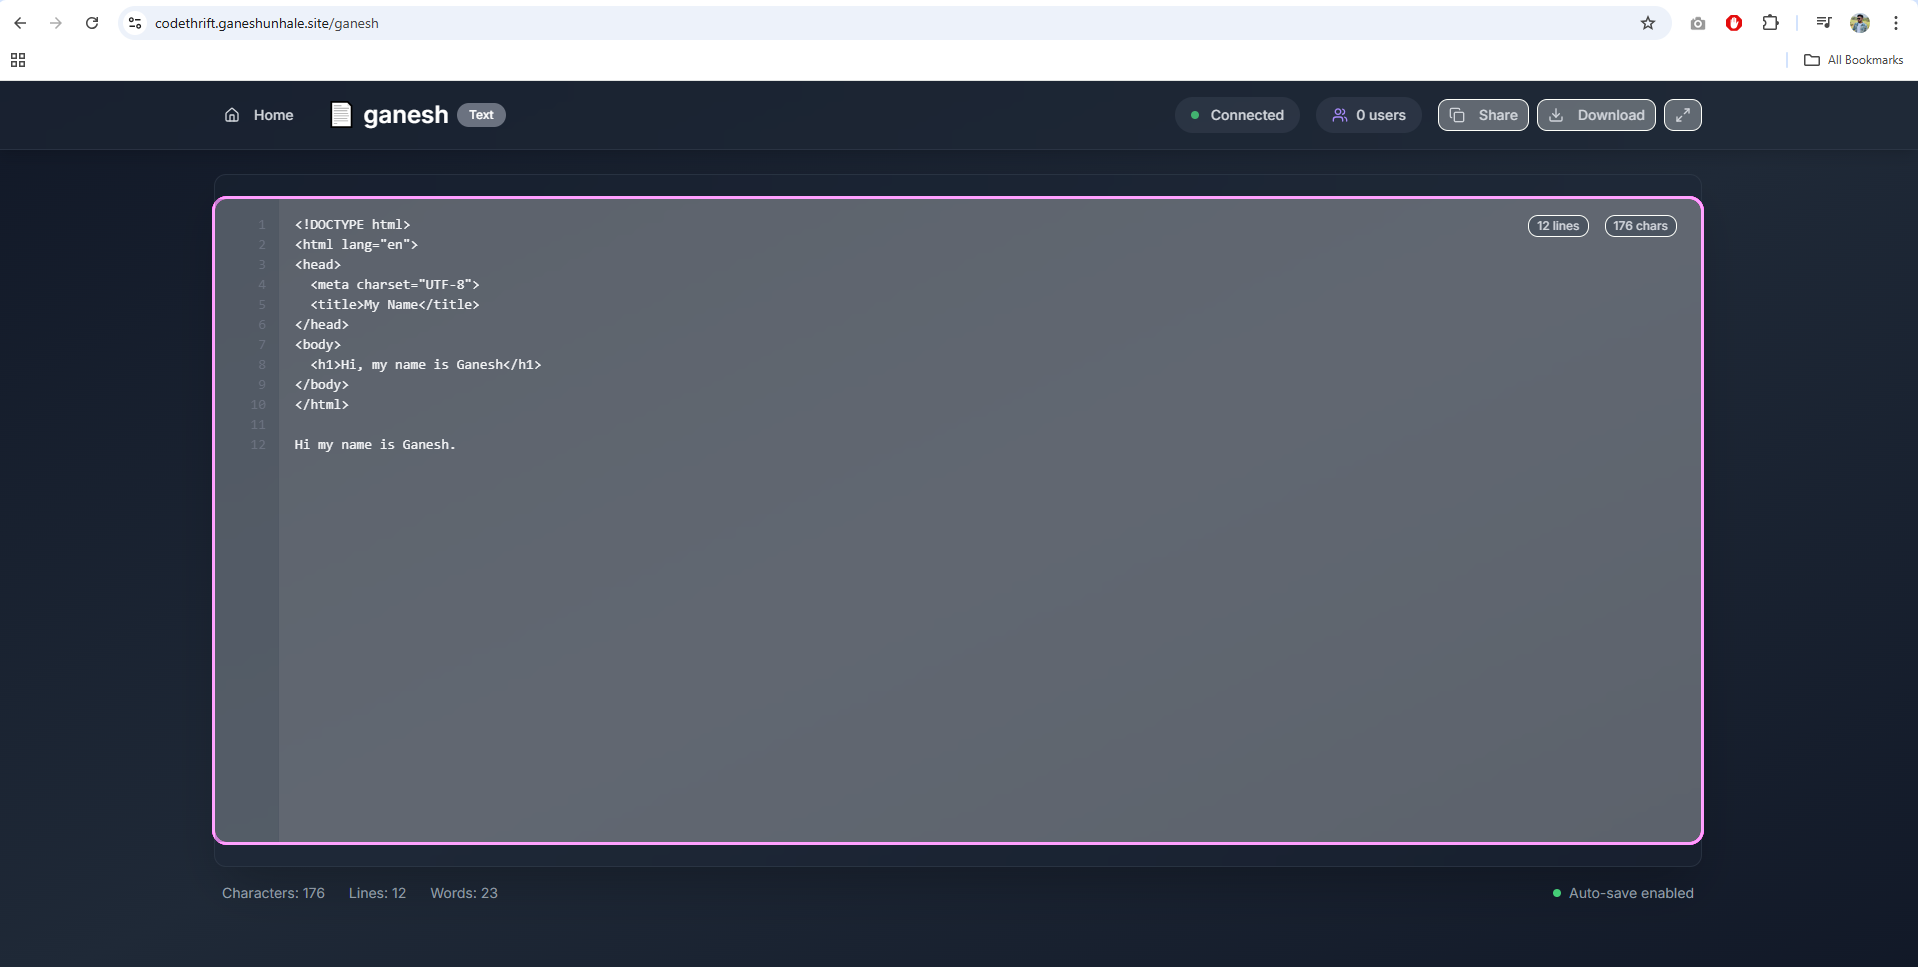 codethrift.ganeshunhale.site/ganesh
All Bookmarks
Home
ganesh
Text
Connected
0 users
Share
Download
1 <!DOCTYPE html>
2 <html lang="en">
3 <head>
4   <meta charset="UTF-8">
5   <title>My Name</title>
6 </head>
7 <body>
8   <h1>Hi, my name is Ganesh</h1>
9 </body>
10 </html>
11
12 Hi my name is Ganesh.
12 lines
176 chars
Characters: 176
Lines: 12
Words: 23
Auto-save enabled